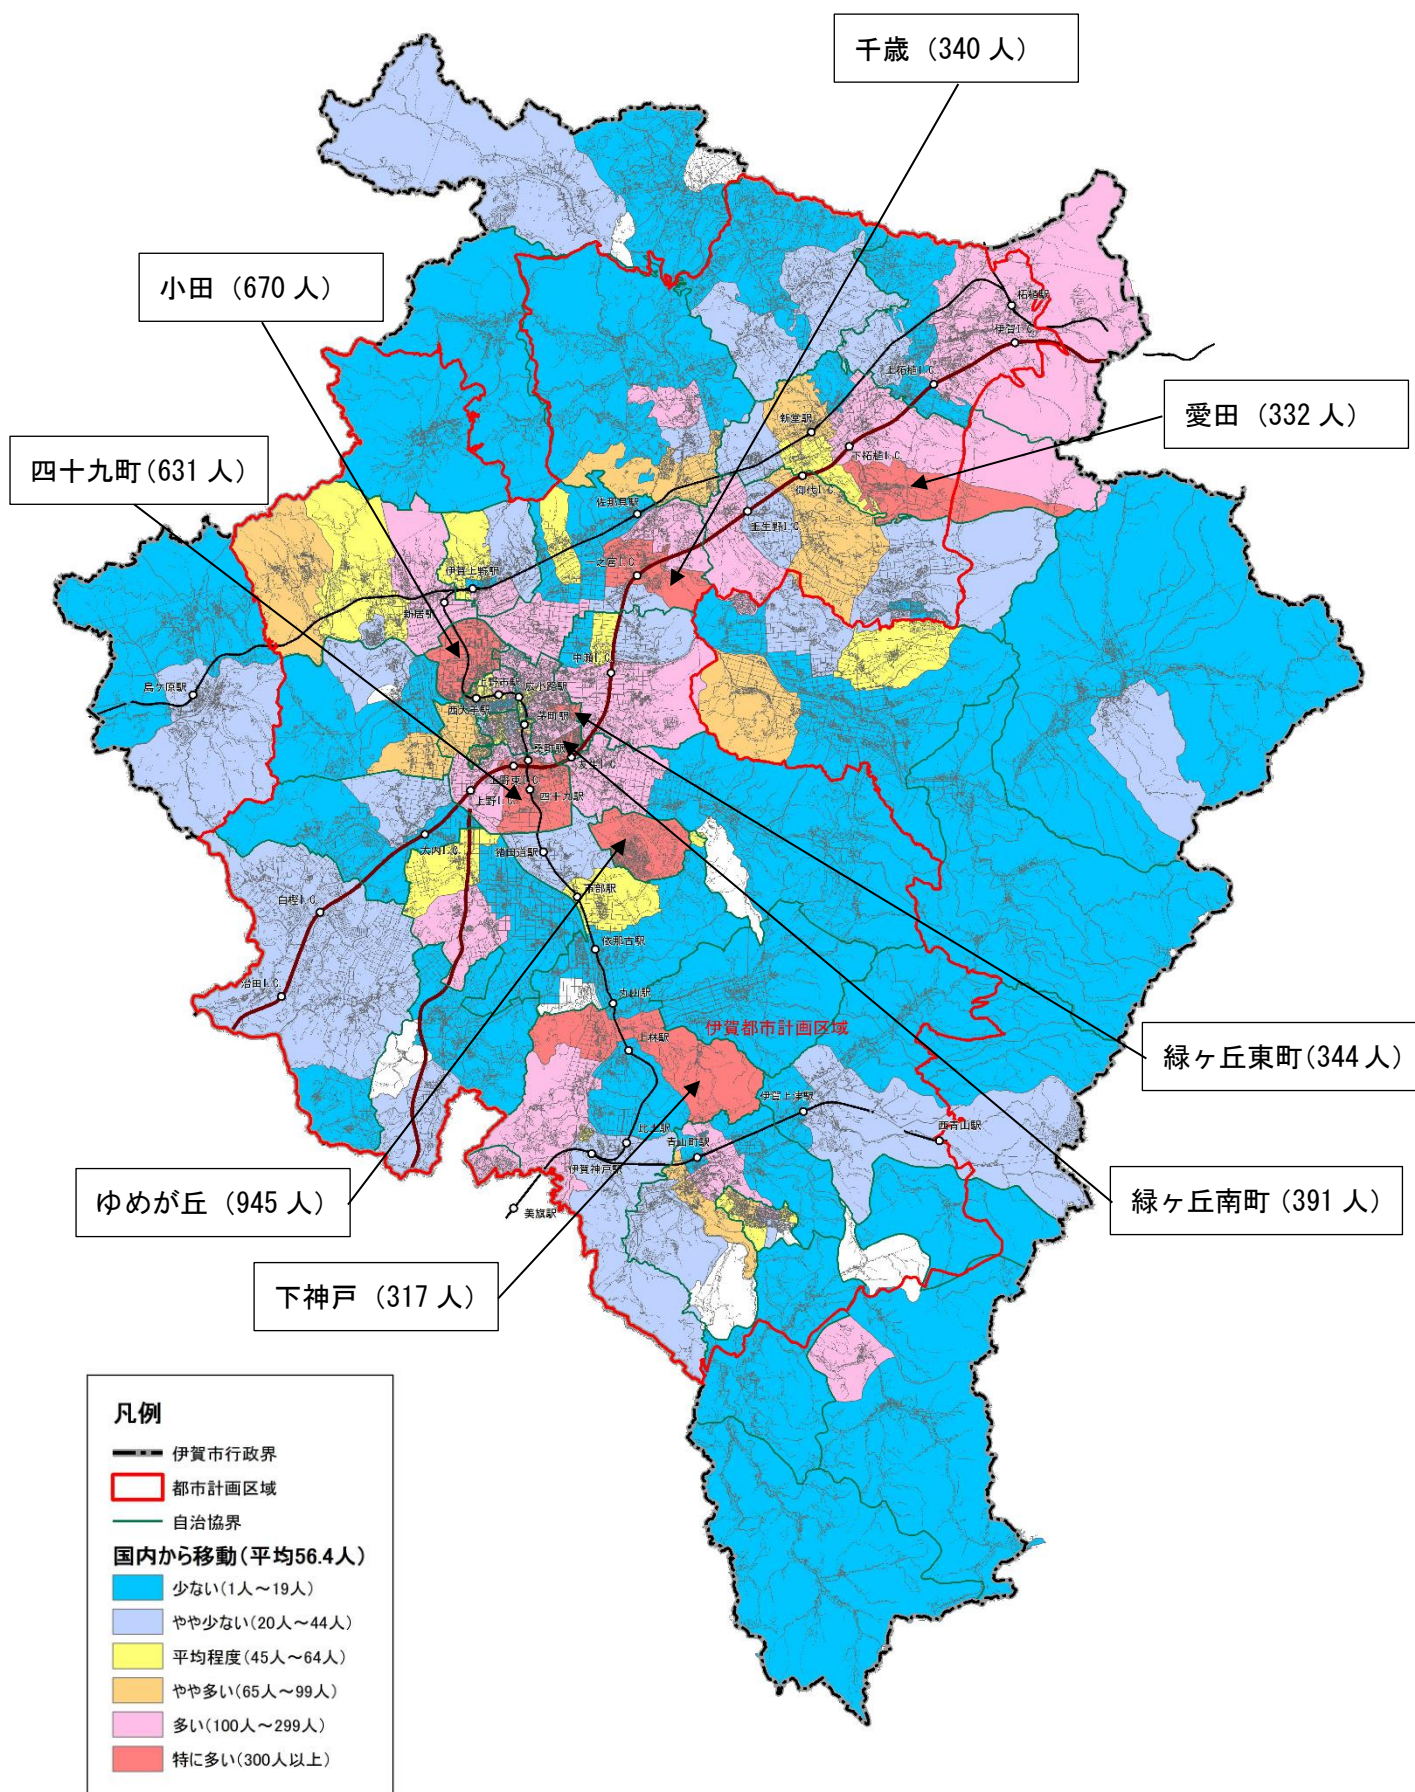 千歳（340 人）
小田（670 人）
愛田（332 人）
四十九町(631 人)
柘植駅
伊賀I.C
上柘植I.C
新堂駅
下柘植I.C
御代I.C
佐那具駅
壬生野I.C
之宮I.C
伊賀上野駅
新居駅
中瀬I.C
島ヶ原駅
上野市駅
広小路駅
西大手駅
茅町駅
桑町駅
友生I.C
上野東I.C
四十九駅
上野I.C
大内I.C
猪田道駅
市部駅
白樫I.C
依那古駅
治田I.C
丸山駅
伊賀都市計画区域
上林駅
緑ヶ丘東町(344 人)
伊賀上津駅
西青山駅
比土駅
青山町駅
伊賀神戸駅
美旗駅
ゆめが丘（945 人）
緑ヶ丘南町(391 人)
下神戸（317 人）
凡例
伊賀市行政界
都市計画区域
自治協界
国内から移動(平均56.4人)
少ない(1人～19人)
やや少ない(20人～44人)
平均程度(45人～64人)
やや多い(65人～99人)
多い(100人～299人)
特に多い(300人以上)